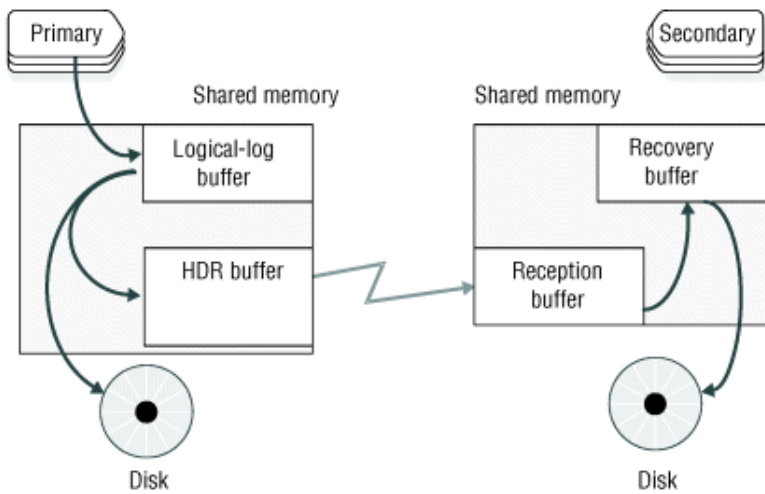 Primary
Secondary
Shared memory
Shared memory
Logical-log
buffer
Recovery
buffer
HDR buffer
Reception
buffer
Disk
Disk